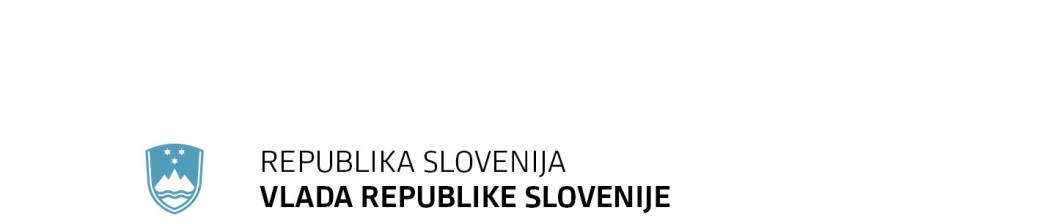 REPUBLIKA SLOVENIJA
VLADA REPUBLIKE SLOVENIJE